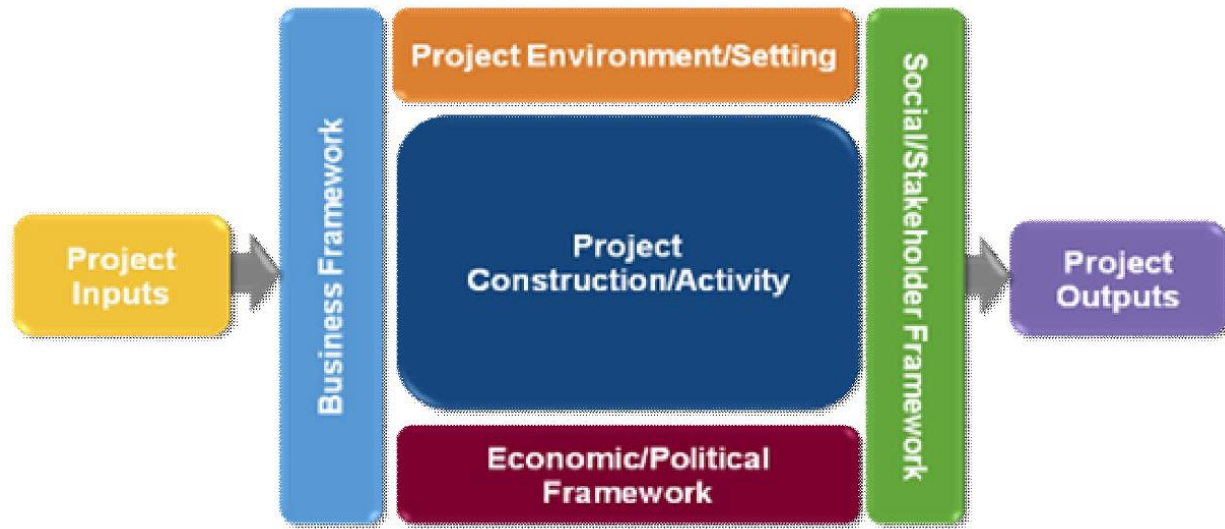 Project Environment/Setting
Business Framework
Social/Stakeholder Framework
Project
Inputs
Project
Construction/Activity
Project
Outputs
Economic/Political
Framework